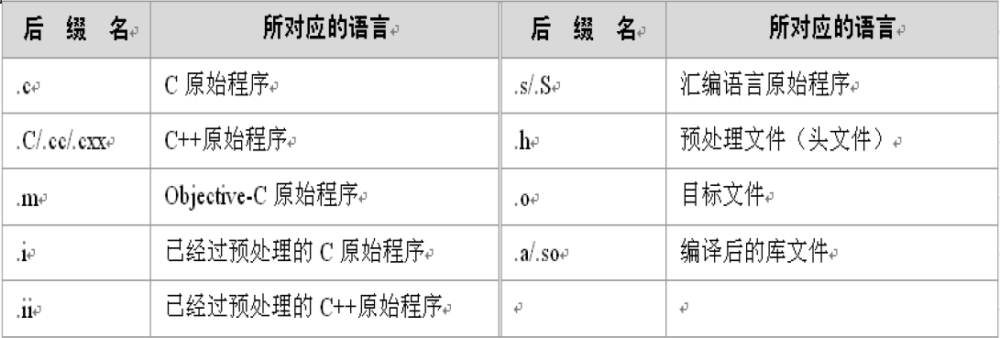 后 缀 名 所对应的语言 后 缀 名 所对应的语言
.c C 原始程序 .s/.S 汇编语言原始程序
.C/.cc/.cxx C++原始程序 .h 预处理文件（头文件）
.m Objective-C 原始程序 .o 目标文件
.i 已经过预处理的 C 原始程序 .a/.so 编译后的库文件
.ii 已经过预处理的 C++原始程序